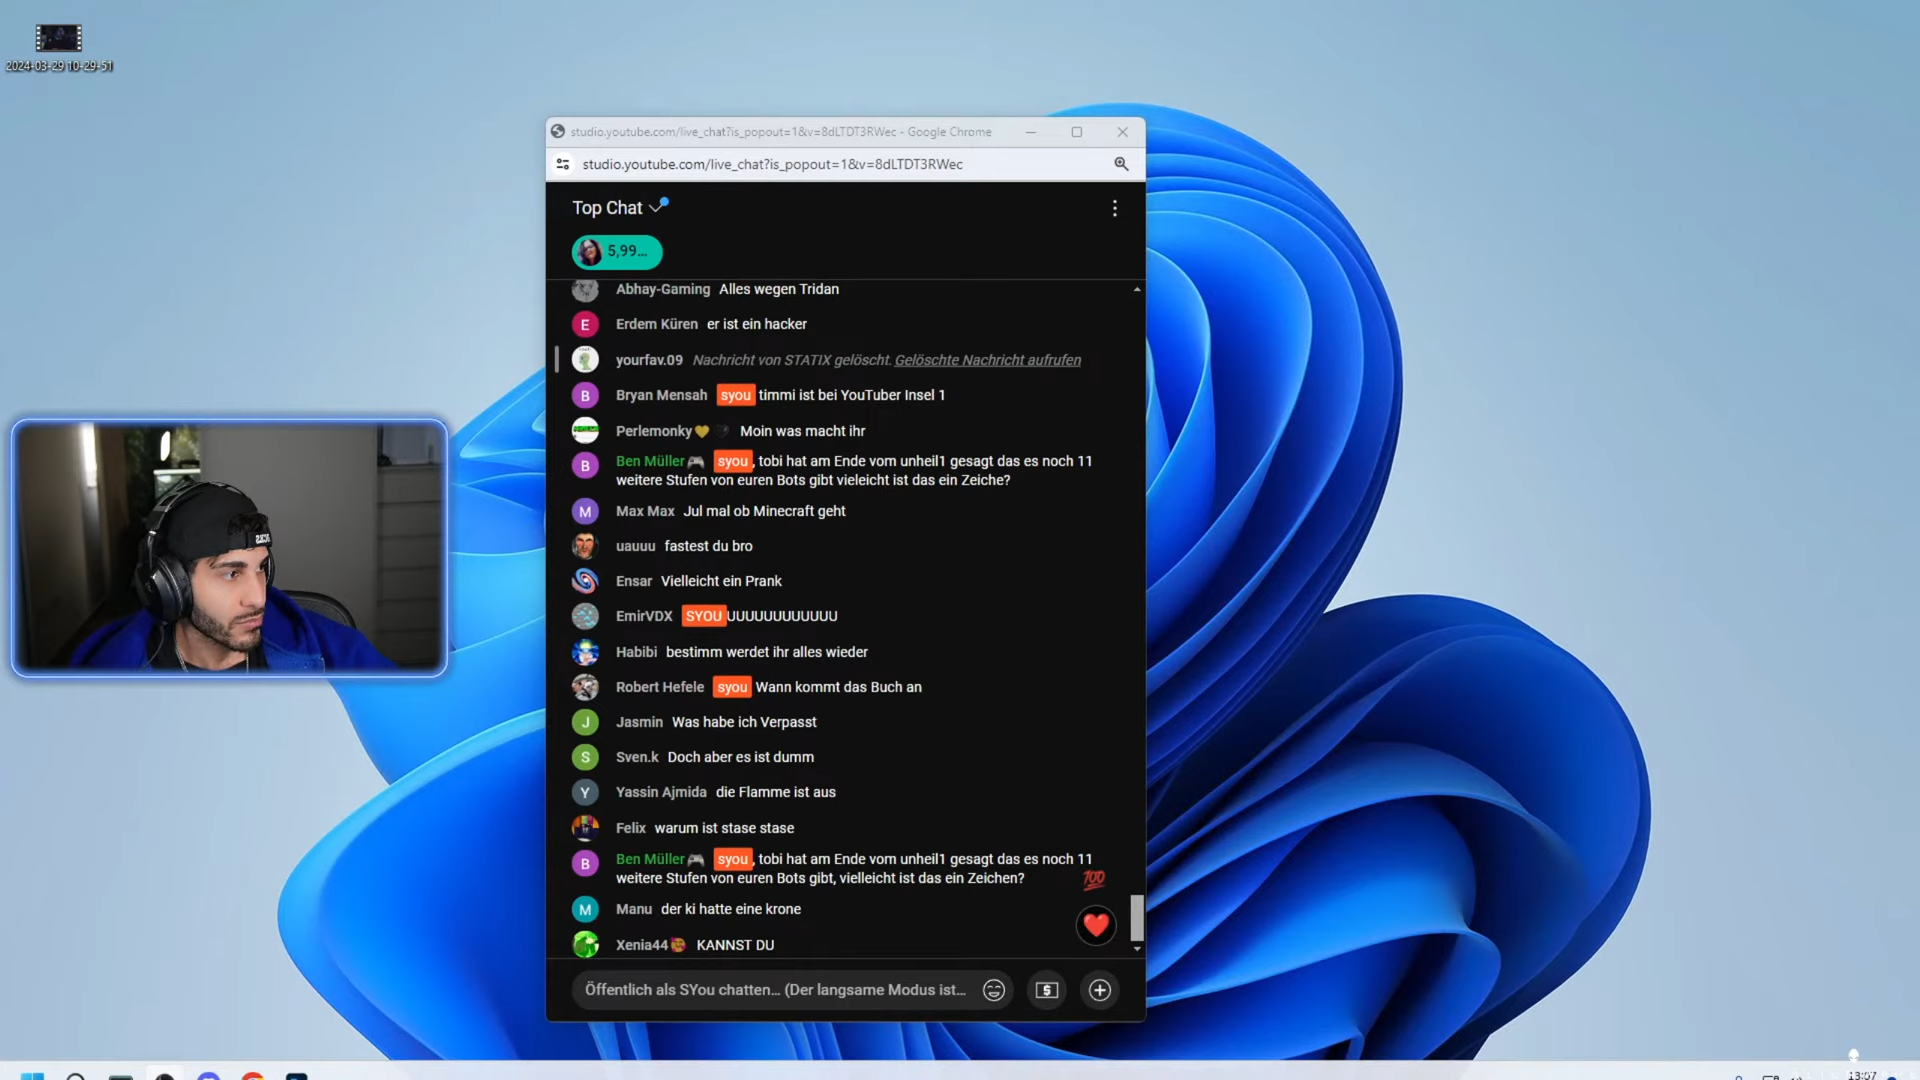 2024-03-29 10-29-51
studio.youtube.com/live_chat?is_popout=1&v=8dLTDT3RWec - Google Chrome
studio.youtube.com/live_chat?is_popout=1&v=8dLTDT3RWec
Top Chat
5,99...
Abhay-Gaming Alles wegen Tridan
Erdem Küren er ist ein hacker
yourfav.09 Nachricht von STATIX gelöscht. Gelöschte Nachricht aufrufen
Bryan Mensah syou timmi ist bei YouTuber Insel 1
Perlemonky💛🖤 Moin was macht ihr
Ben Müller🎮 syou, tobi hat am Ende vom unheil1 gesagt das es noch 11
weitere Stufen von euren Bots gibt vieleicht ist das ein Zeiche?
Max Max Jul mal ob Minecraft geht
uauuu fastest du bro
Ensar Vielleicht ein Prank
EmirVDX SYOUUUUUUUUUUUUU
Habibi bestimm werdet ihr alles wieder
Robert Hefele syou Wann kommt das Buch an
Jasmin Was habe ich Verpasst
Sven.k Doch aber es ist dumm
Yassin Ajmida die Flamme ist aus
Felix warum ist stase stase
Ben Müller🎮 syou, tobi hat am Ende vom unheil1 gesagt das es noch 11
weitere Stufen von euren Bots gibt, vielleicht ist das ein Zeichen?
Manu der ki hatte eine krone
Xenia44 KANNST DU
Öffentlich als SYou chatten... (Der langsame Modus ist...
13:07